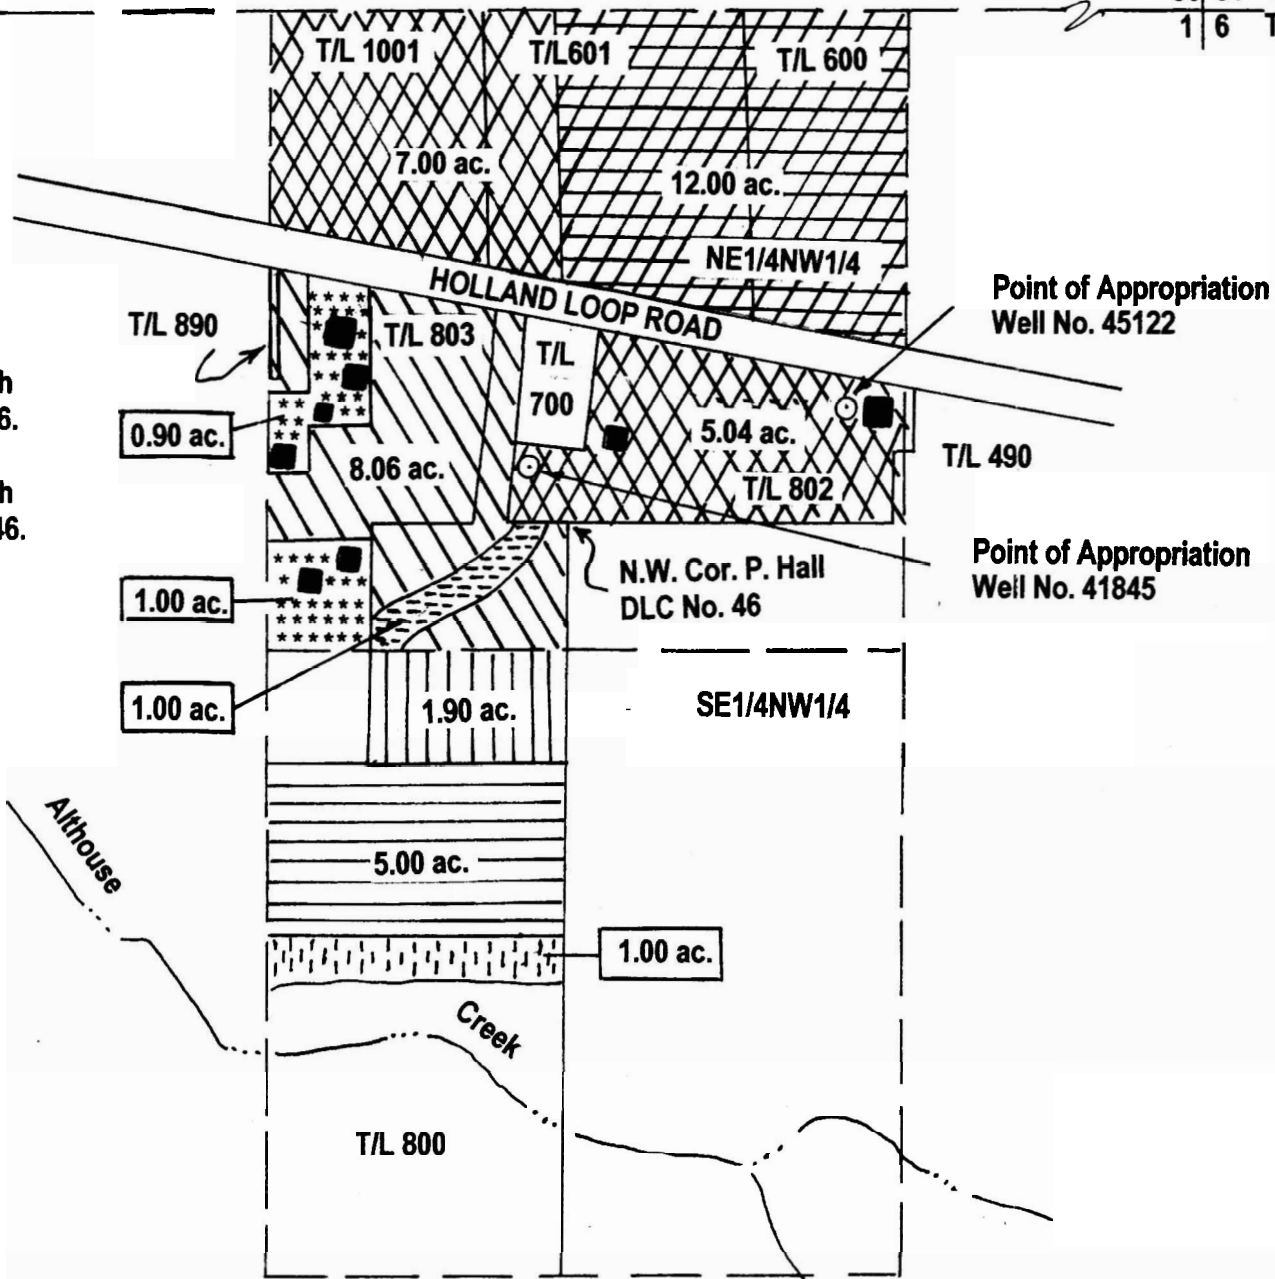 1 6 T
T/L 1001
T/L601
T/L 600
7.00 ac.
12.00 ac.
NE1/4NW1/4
HOLLAND LOOP ROAD
Point of Appropriation
Well No. 45122
T/L 890
T/L 803
T/L
700
h
6.
0.90 ac.
5.04 ac.
T/L 490
8.06 ac.
T/L 802
h
46.
Point of Appropriation
Well No. 41845
N.W. Cor. P. Hall
DLC No. 46
1.00 ac.
1.00 ac.
1.90 ac.
SE1/4NW1/4
Althouse
5.00 ac.
1.00 ac.
Creek
T/L 800